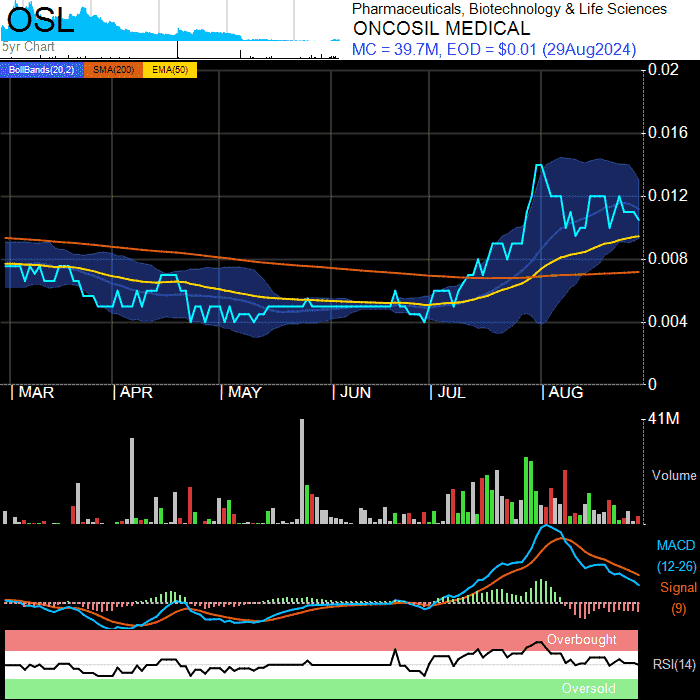 OSL
5yr Chart
Pharmaceuticals, Biotechnology & Life Sciences
ONCOSIL MEDICAL
MC = 39.7M, EOD = $0.01 (29Aug2024)
BollBands(20,2) SMA(200) EMA(50)
0.02
0.016
0.012
0.008
0.004
0
MAR APR MAY JUN JUL AUG
41M
Volume
MACD
(12-26)
Signal
(9)
Overbought
RSI(14)
Oversold